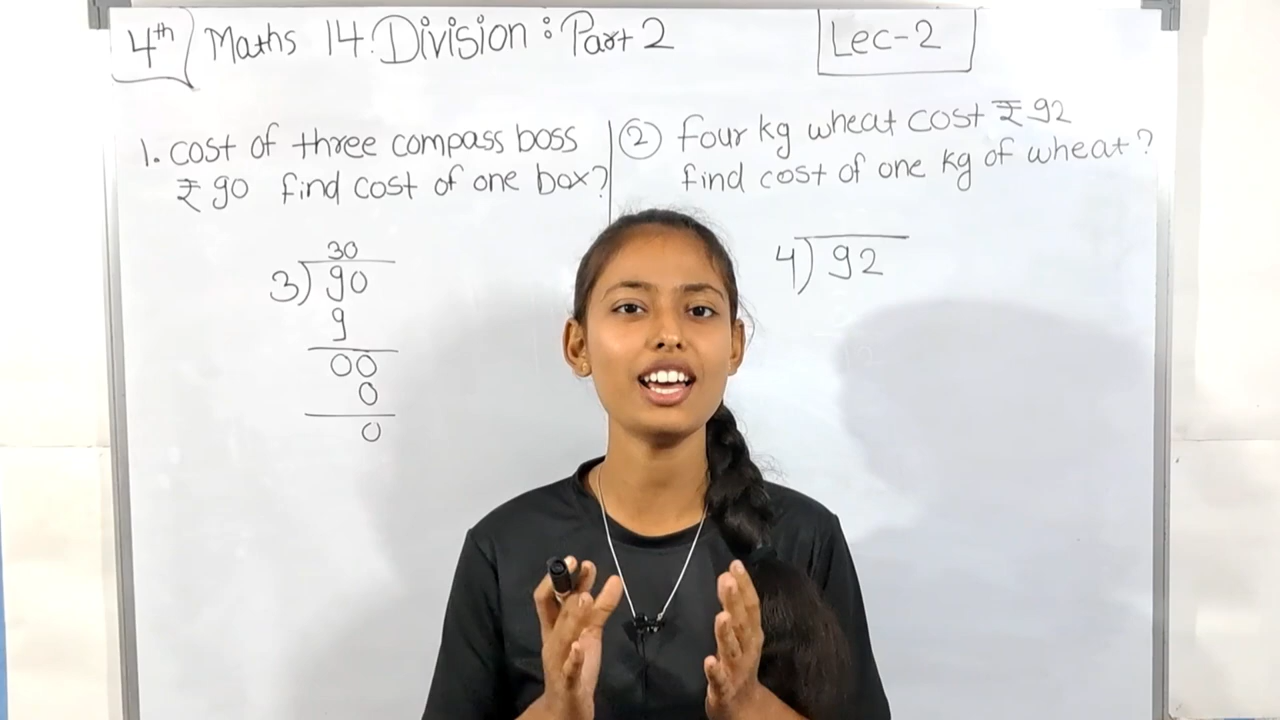 4th Maths 14. Division : Part 2
Lec-2
1. cost of three compass boss
₹ 90 find cost of one box?
30
3) 90
9
00
0
0
② four kg wheat cost ₹ 92
find cost of one kg of wheat?
4) 92